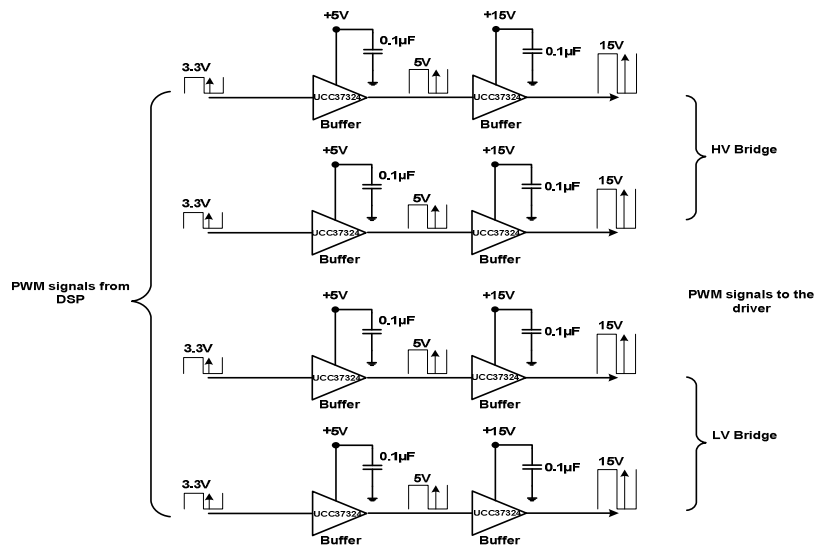 +5V
+15V
0.1µF
0.1µF
15V
3.3V
5V
UCC37324
UCC37324
Buffer
Buffer
HV Bridge
+5V
+15V
0.1µF
0.1µF
15V
3.3V
5V
UCC37324
UCC37324
Buffer
Buffer
PWM signals from
DSP
PWM signals to the
driver
+5V
+15V
0.1µF
0.1µF
15V
3.3V
5V
UCC37324
UCC37324
Buffer
Buffer
LV Bridge
+5V
+15V
0.1µF
0.1µF
15V
3.3V
5V
UCC37324
UCC37324
Buffer
Buffer